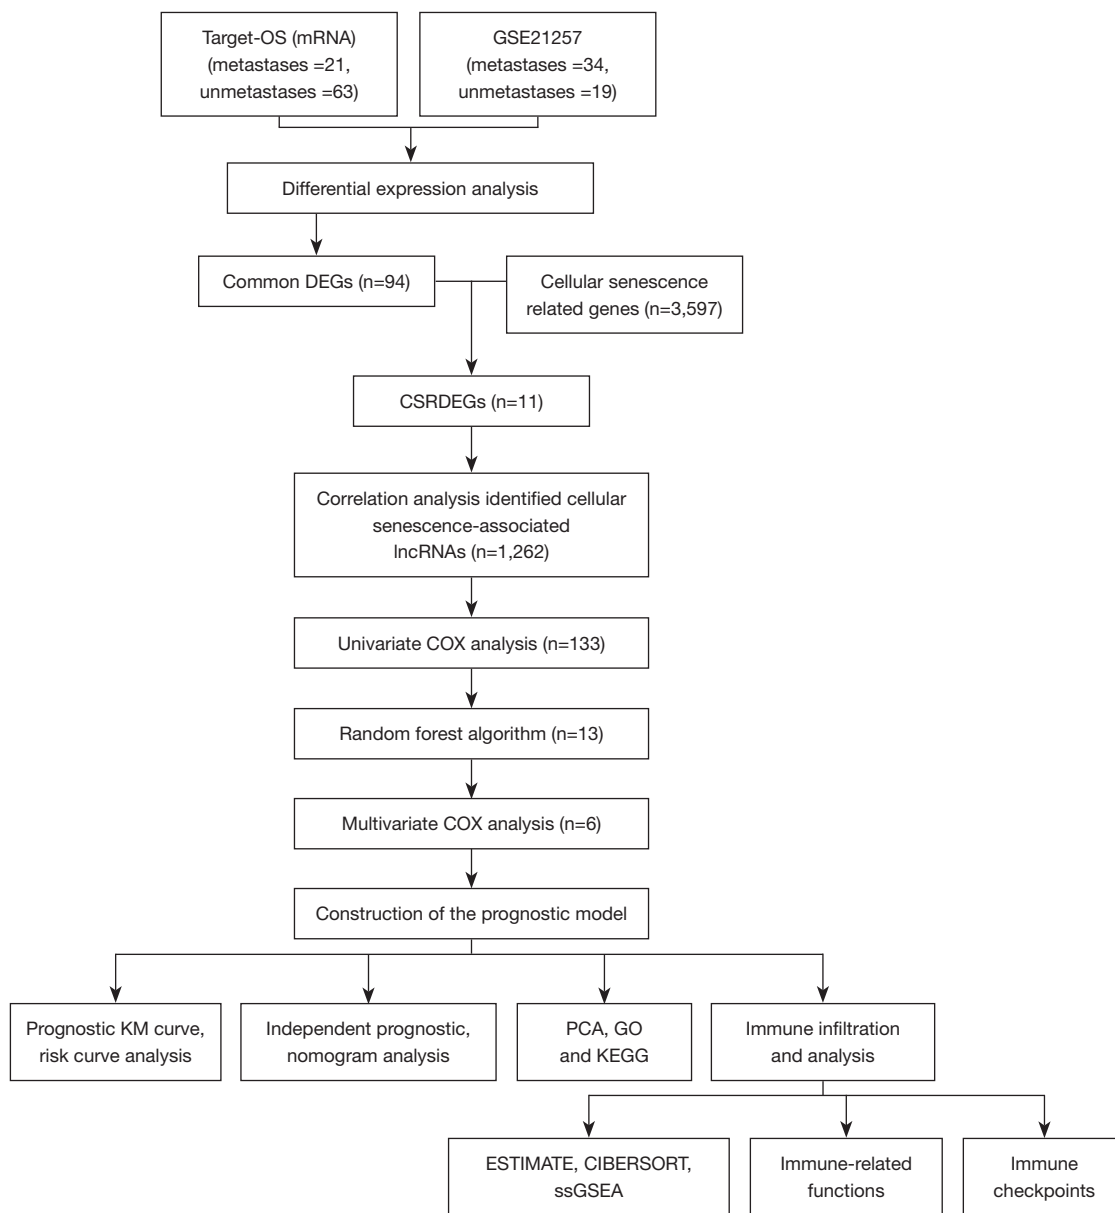 Target-OS (mRNA)
(metastases =21,
unmetastases =63)
GSE21257
(metastases =34,
unmetastases =19)
Differential expression analysis
Common DEGs (n=94)
Cellular senescence
related genes (n=3,597)
CSRDEGs (n=11)
Correlation analysis identified cellular
senescence-associated
lncRNAs (n=1,262)
Univariate COX analysis (n=133)
Random forest algorithm (n=13)
Multivariate COX analysis (n=6)
Construction of the prognostic model
Prognostic KM curve,
risk curve analysis
Independent prognostic,
nomogram analysis
PCA, GO
and KEGG
Immune infiltration
and analysis
ESTIMATE, CIBERSORT,
ssGSEA
Immune-related
functions
Immune
checkpoints